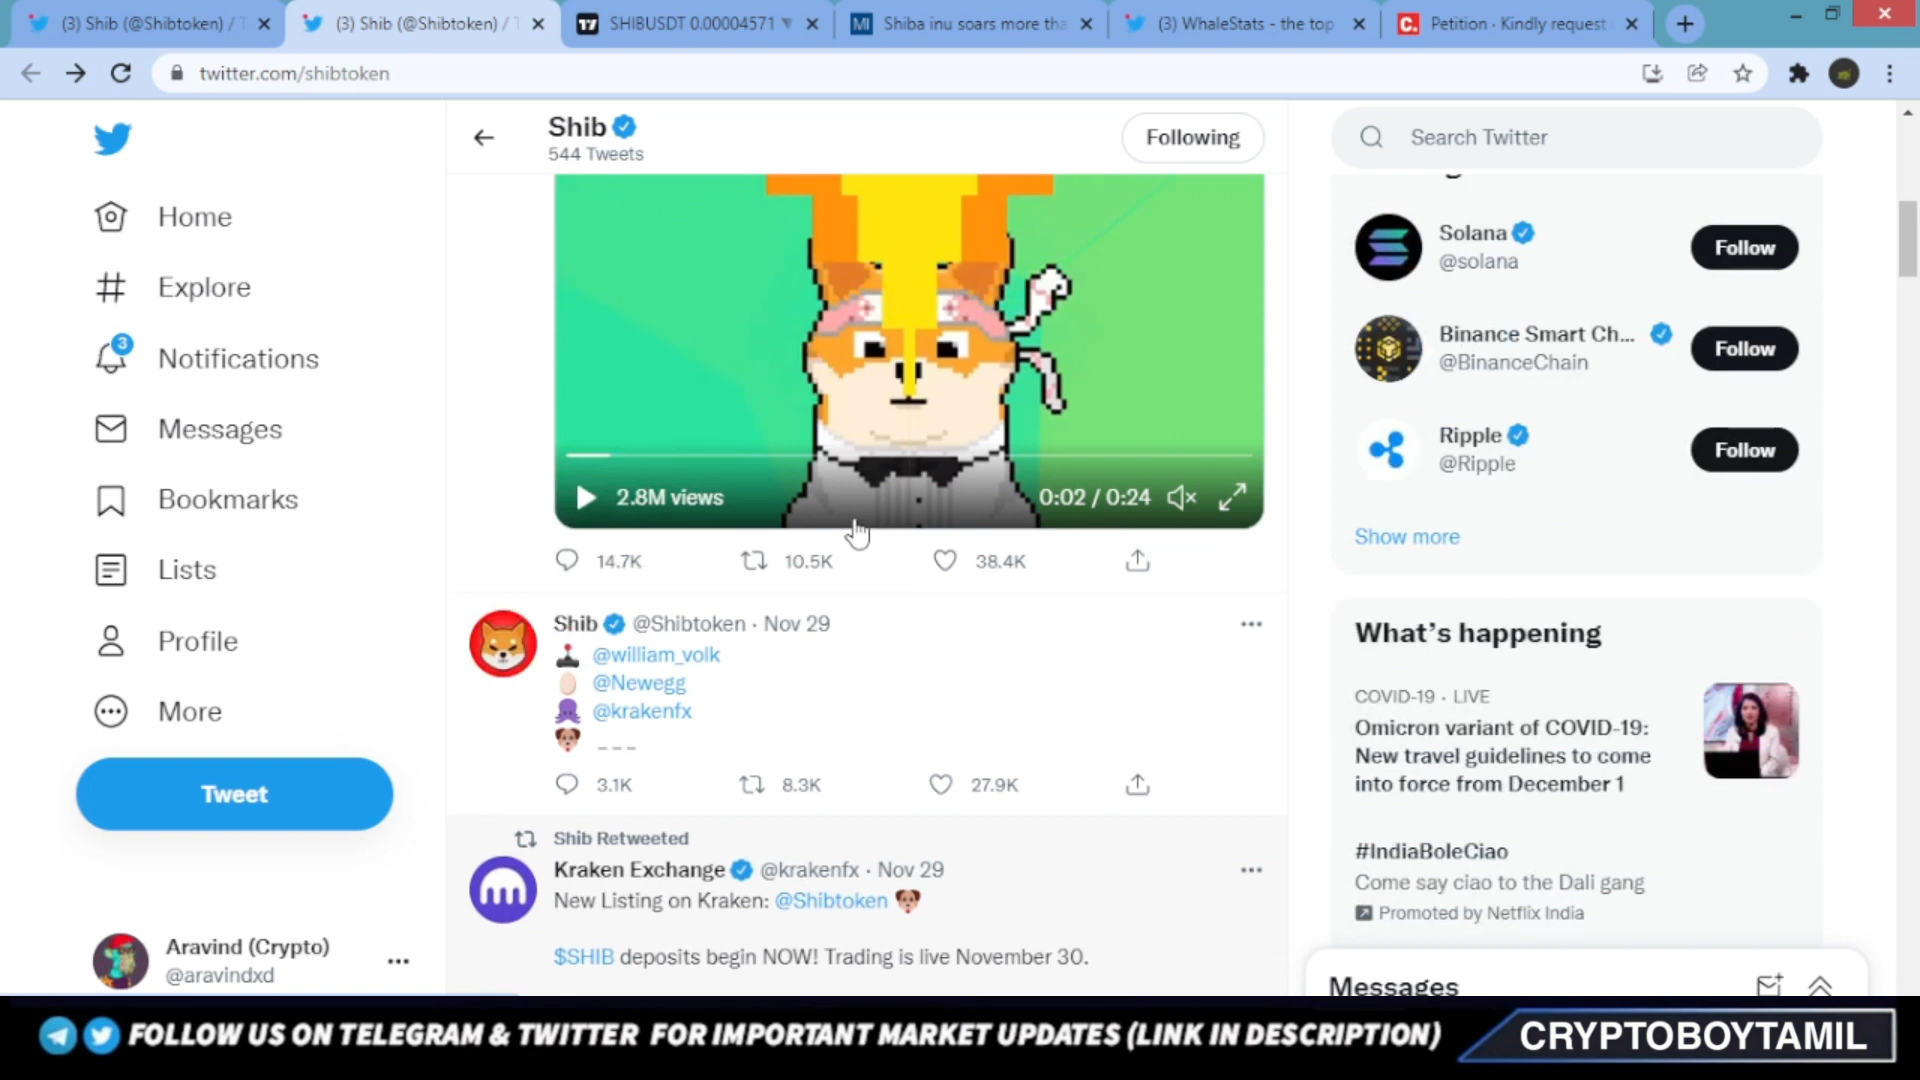 (3) Shib (@Shibtoken) / T
(3) Shib (@Shibtoken) / T
SHIBUSDT 0.00004571 ▼
MI Shiba inu soars more tha
(3) WhaleStats - the top
C. Petition · Kindly request
twitter.com/shibtoken
Shib
544 Tweets
Following
Search Twitter
Home
Explore
3
Notifications
Messages
Bookmarks
Lists
Profile
More
Tweet
Aravind (Crypto)
@aravindxd
2.8M views
0:02 / 0:24
14.7K 10.5K 38.4K
Shib @Shibtoken · Nov 29
@william_volk
@Newegg
@krakenfx
_ _ _
3.1K 8.3K 27.9K
Shib Retweeted
Kraken Exchange @krakenfx · Nov 29
New Listing on Kraken: @Shibtoken
$SHIB deposits begin NOW! Trading is live November 30.
Solana
@solana
Follow
Binance Smart Ch...
@BinanceChain
Follow
Ripple
@Ripple
Follow
Show more
What's happening
COVID-19 · LIVE
Omicron variant of COVID-19:
New travel guidelines to come
into force from December 1
#IndiaBoleCiao
Come say ciao to the Dali gang
Promoted by Netflix India
Messages
FOLLOW US ON TELEGRAM & TWITTER FOR IMPORTANT MARKET UPDATES (LINK IN DESCRIPTION)
CRYPTOBOYTAMIL